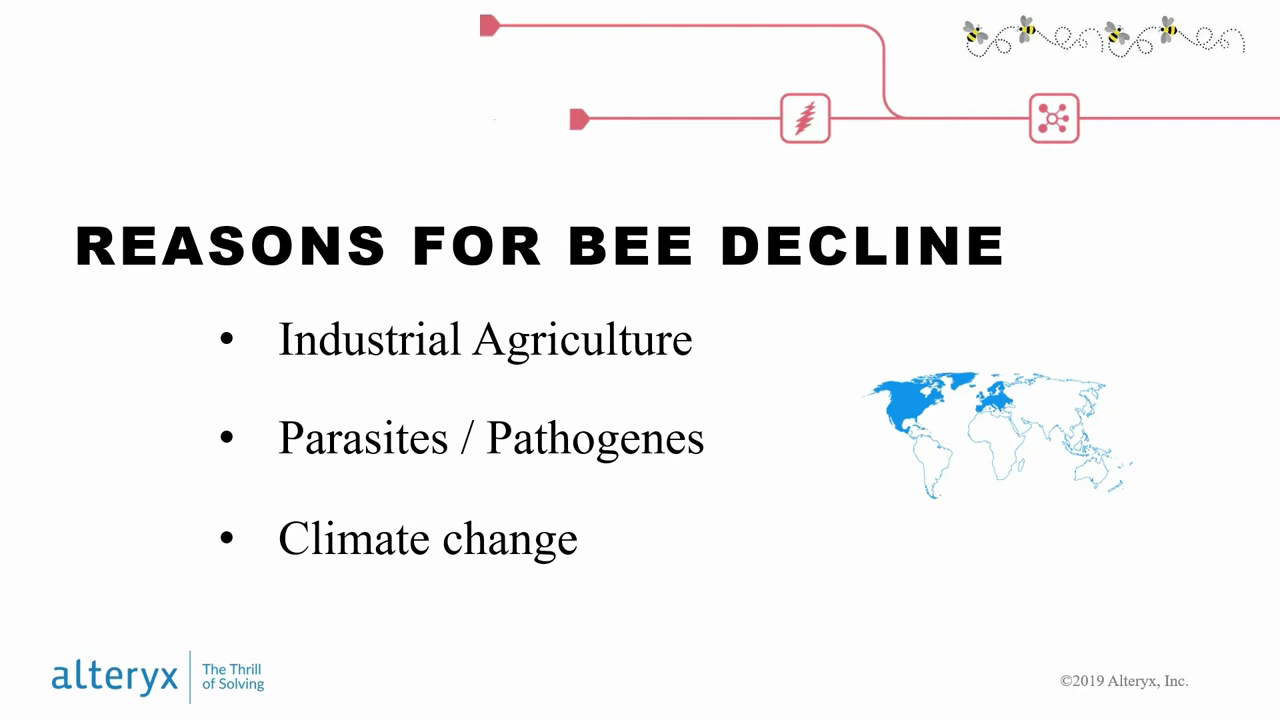 REASONS FOR BEE DECLINE
• Industrial Agriculture
• Parasites / Pathogenes
• Climate change
alteryx
The Thrill
of Solving
©2019 Alteryx, Inc.